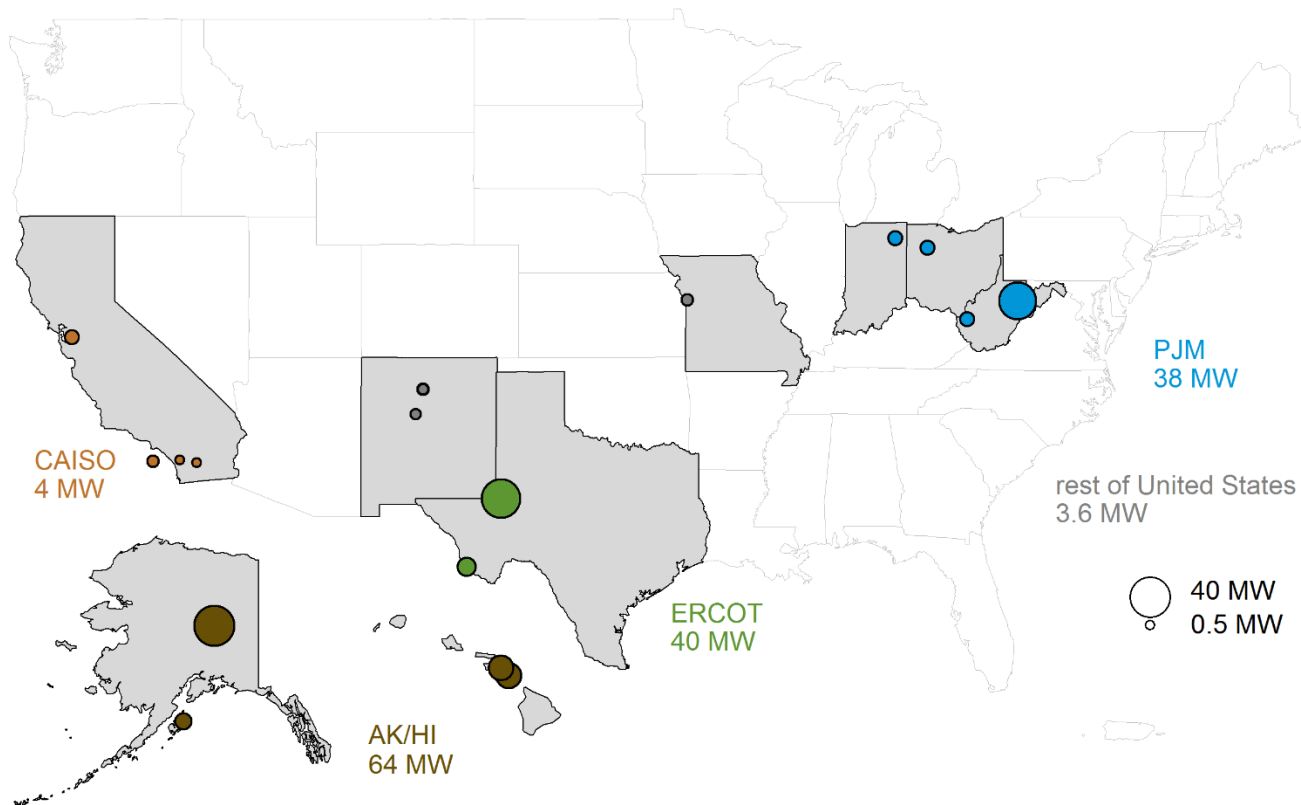 PJM
38 MW
CAISO
4 MW
rest of United States
3.6 MW
40 MW
0.5 MW
ERCOT
40 MW
AK/HI
64 MW